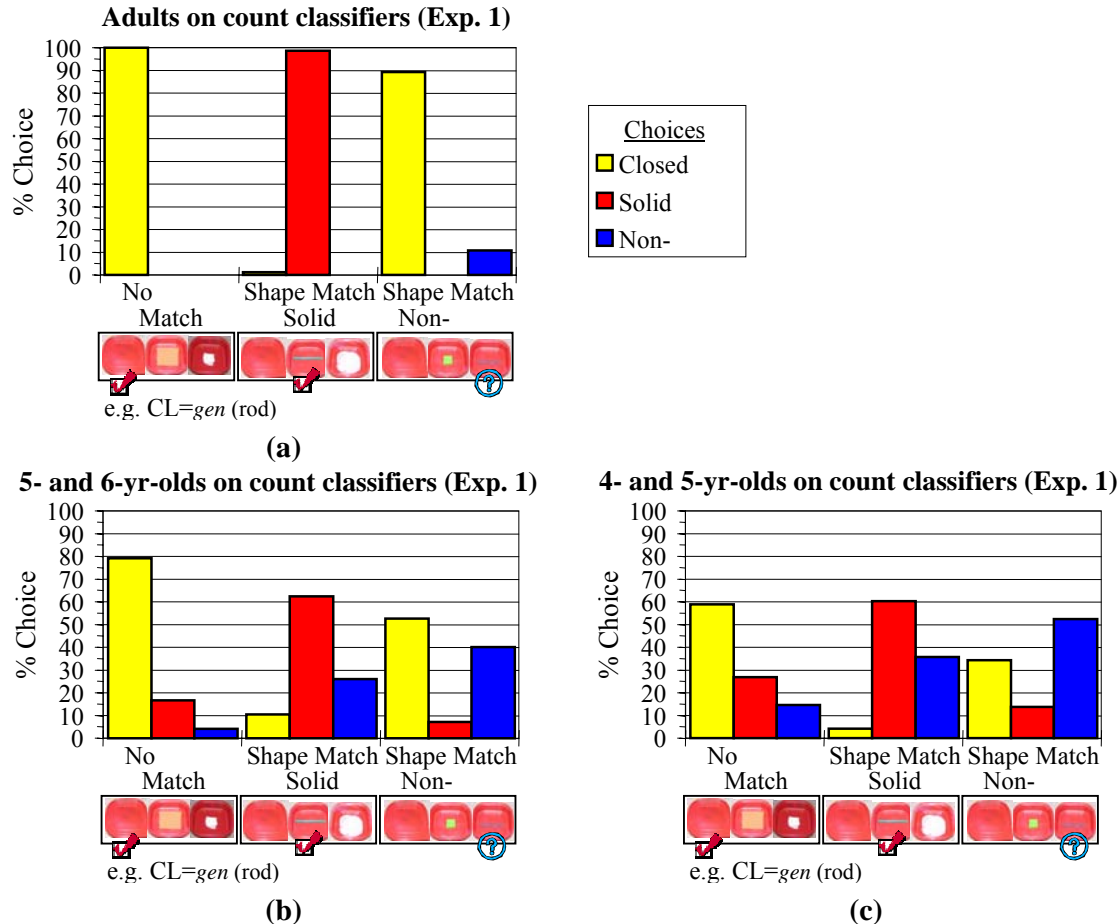 Adults on count classifiers (Exp. 1)
% Choice
100
90
80
70
60
50
40
30
20
10
0
No Match
Shape Match Solid
Shape Match Non-
e.g. CL=gen (rod)
(a)
Choices
Closed
Solid
Non-
5- and 6-yr-olds on count classifiers (Exp. 1)
% Choice
100
90
80
70
60
50
40
30
20
10
0
No Match
Shape Match Solid
Shape Match Non-
e.g. CL=gen (rod)
(b)
4- and 5-yr-olds on count classifiers (Exp. 1)
% Choice
100
90
80
70
60
50
40
30
20
10
0
No Match
Shape Match Solid
Shape Match Non-
e.g. CL=gen (rod)
(c)